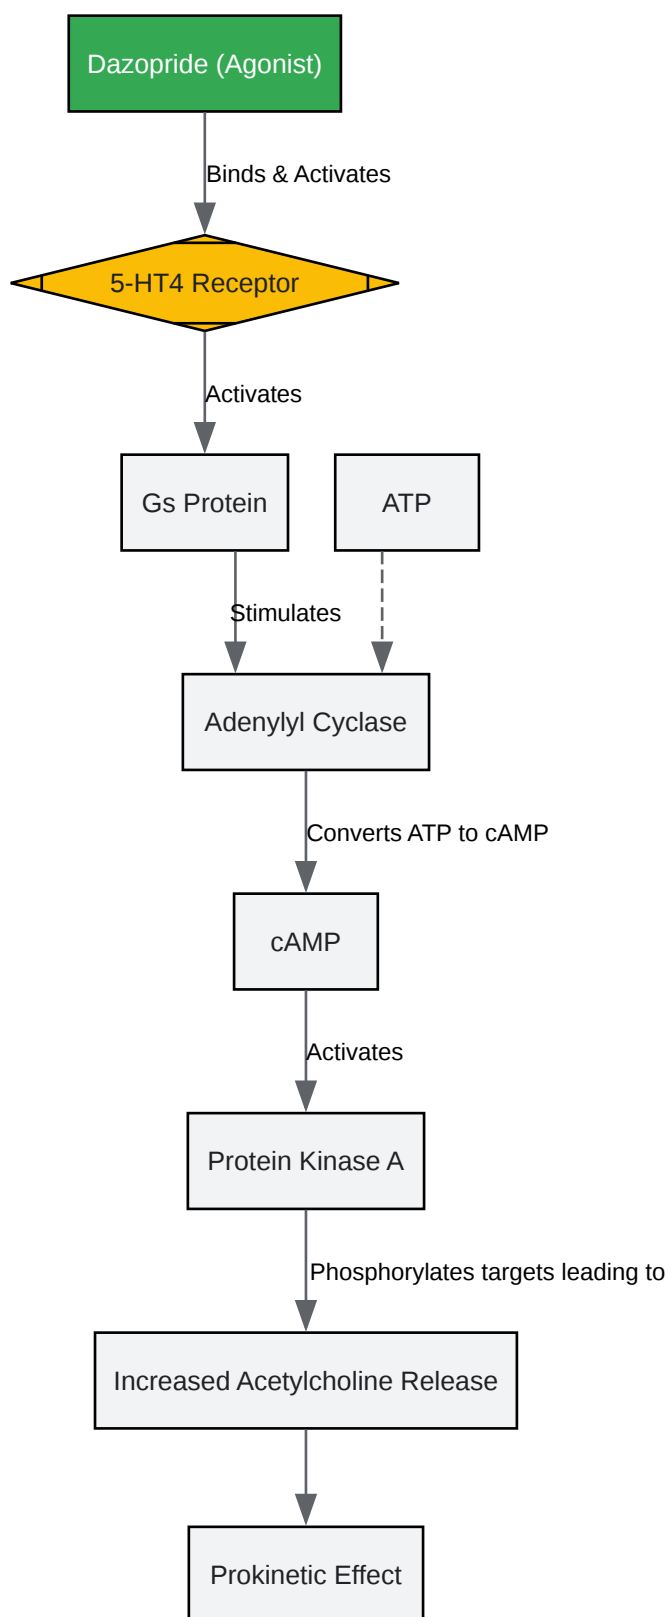 Dazopride (Agonist)
Binds & Activates
5-HT4 Receptor
Activates
Gs Protein
ATP
Stimulates
Adenylyl Cyclase
Converts ATP to cAMP
cAMP
Activates
Protein Kinase A
Phosphorylates targets leading to
Increased Acetylcholine Release
Prokinetic Effect